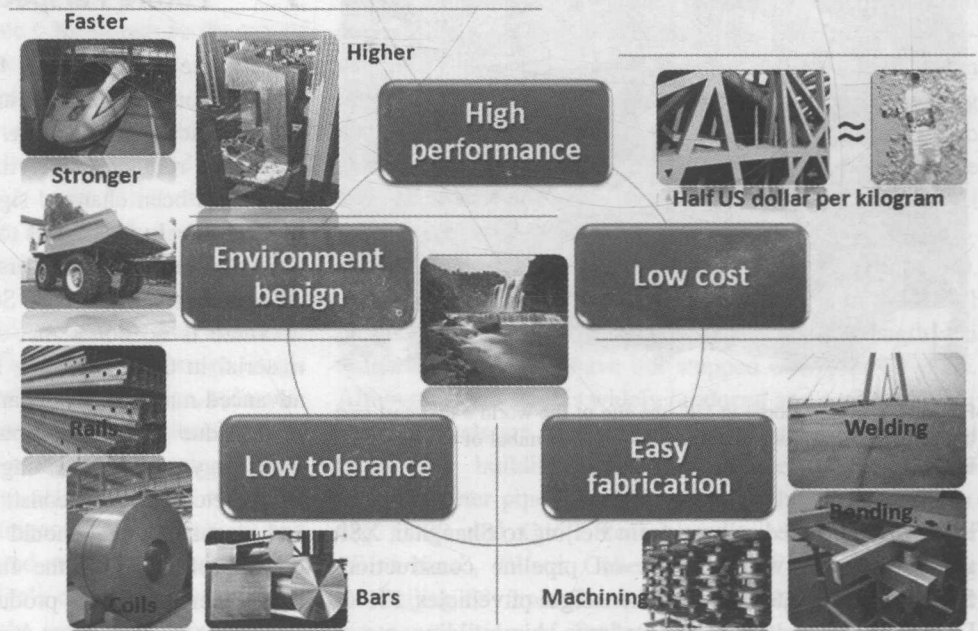 Faster
Higher
High
performance
Stronger
Half US dollar per kilogram
Environment
benign
Low cost
Rails
Low tolerance
Easy
fabrication
Welding
Bending
Coils
Bars
Machining